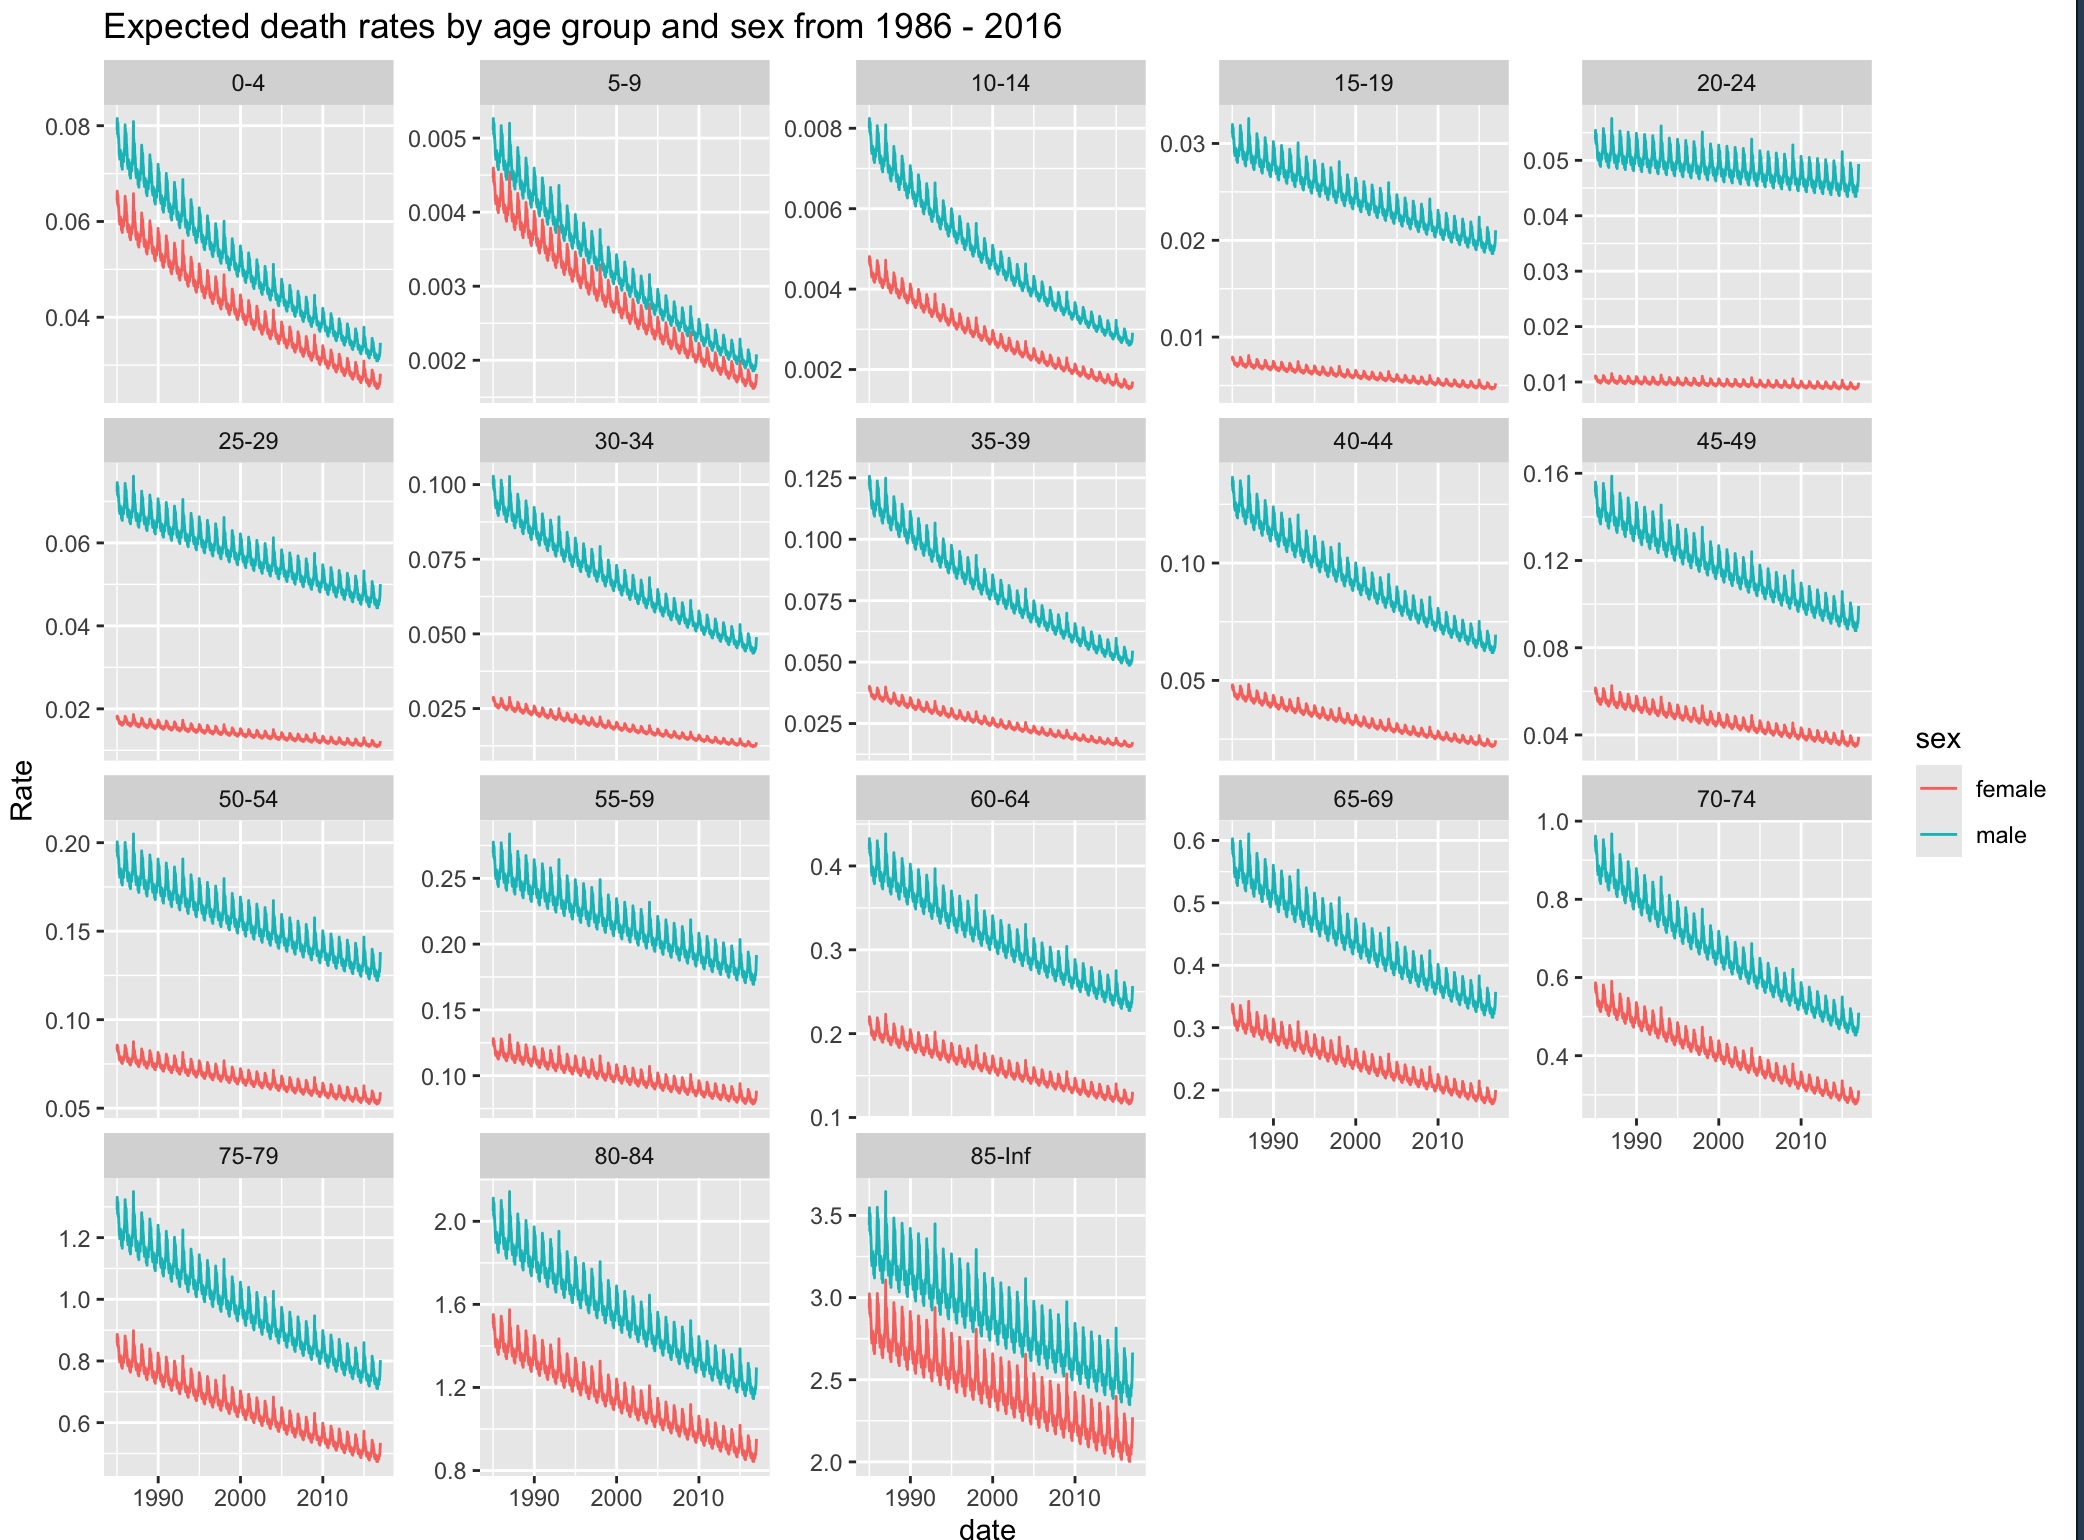 Expected death rates by age group and sex from 1986 - 2016
0-4 5-9 10-14 15-19 20-24
0.08 0.06 0.04
0.005 0.004 0.003 0.002
0.008 0.006 0.004 0.002
0.03 0.02 0.01
0.05 0.04 0.03 0.02 0.01
25-29 30-34 35-39 40-44 45-49
0.06 0.04 0.02
0.100 0.075 0.050 0.025
0.125 0.100 0.075 0.050 0.025
0.10 0.05
0.16 0.12 0.08 0.04
50-54 55-59 60-64 65-69 70-74
0.20 0.15 0.10 0.05
0.25 0.20 0.15 0.10
0.4 0.3 0.2 0.1
0.6 0.5 0.4 0.3 0.2
1.0 0.8 0.6 0.4
1990 2000 2010 1990 2000 2010
75-79 80-84 85-Inf
1.2 1.0 0.8 0.6
2.0 1.6 1.2 0.8
3.5 3.0 2.5 2.0
1990 2000 2010 1990 2000 2010 1990 2000 2010
date
Rate
sex
female
male